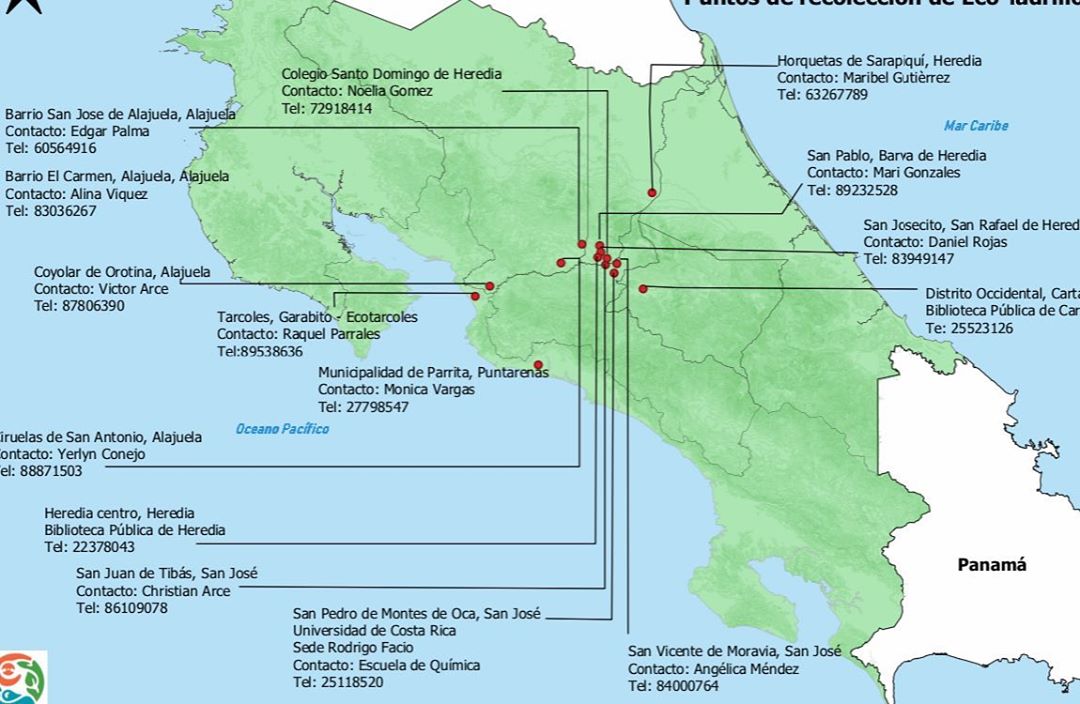 Puntos de recolección de Eco-ladrillo
Colegio Santo Domingo de Heredia
Contacto: Noelia Gomez
Tel: 72918414
Horquetas de Sarapiquí, Heredia
Contacto: Maribel Gutièrrez
Tel: 63267789
Barrio San Jose de Alajuela, Alajuela
Contacto: Edgar Palma
Tel: 60564916
Mar Caribe
San Pablo, Barva de Heredia
Contacto: Mari Gonzales
Tel: 89232528
Barrio El Carmen, Alajuela, Alajuela
Contacto: Alina Viquez
Tel: 83036267
San Josecito, San Rafael de Hered
Contacto: Daniel Rojas
Tel: 83949147
Coyolar de Orotina, Alajuela
Contacto: Victor Arce
Tel: 87806390
Distrito Occidental, Carta
Biblioteca Pública de Car
Te: 25523126
Tarcoles, Garabito - Ecotarcoles
Contacto: Raquel Parrales
Tel:89538636
Municipalidad de Parrita, Puntarenas
Contacto: Monica Vargas
Tel: 27798547
Oceano Pacífico
Ciruelas de San Antonio, Alajuela
Contacto: Yerlyn Conejo
Tel: 88871503
Heredia centro, Heredia
Biblioteca Pública de Heredia
Tel: 22378043
Panamá
San Juan de Tibás, San José
Contacto: Christian Arce
Tel: 86109078
San Pedro de Montes de Oca, San José
Universidad de Costa Rica
Sede Rodrigo Facio
Contacto: Escuela de Química
Tel: 25118520
San Vicente de Moravia, San José
Contacto: Angélica Méndez
Tel: 84000764